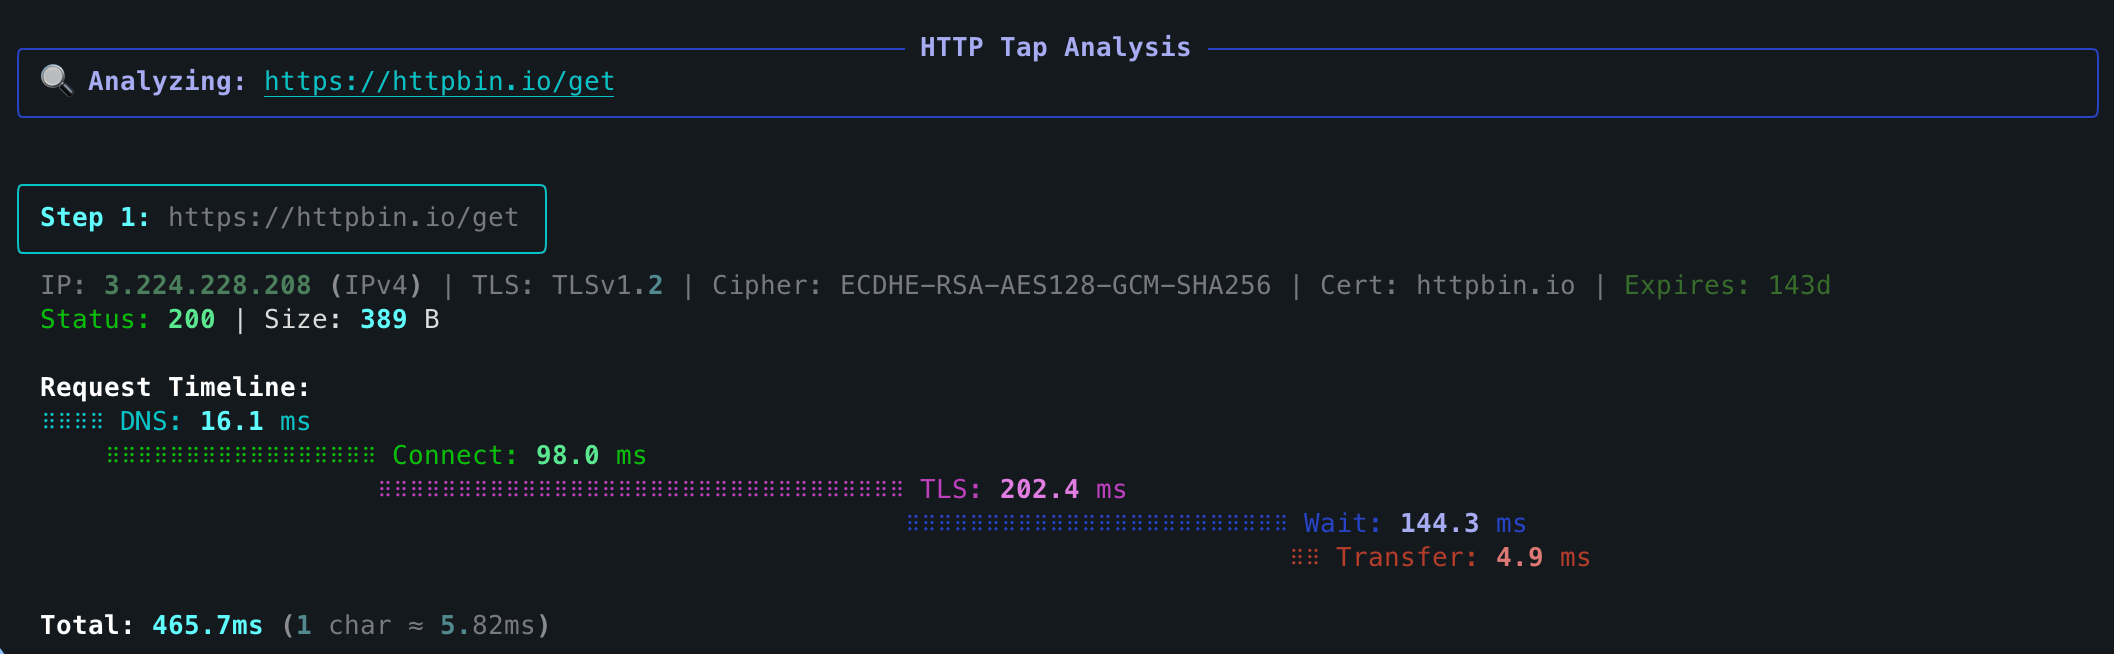 HTTP Tap Analysis
Analyzing: https://httpbin.io/get
Step 1: https://httpbin.io/get
IP: 3.224.228.208 (IPv4) | TLS: TLSv1.2 | Cipher: ECDHE-RSA-AES128-GCM-SHA256 | Cert: httpbin.io | Expires: 143d
Status: 200 | Size: 389 B
Request Timeline:
DNS: 16.1 ms
Connect: 98.0 ms
TLS: 202.4 ms
Wait: 144.3 ms
Transfer: 4.9 ms
Total: 465.7ms (1 char ≈ 5.82ms)